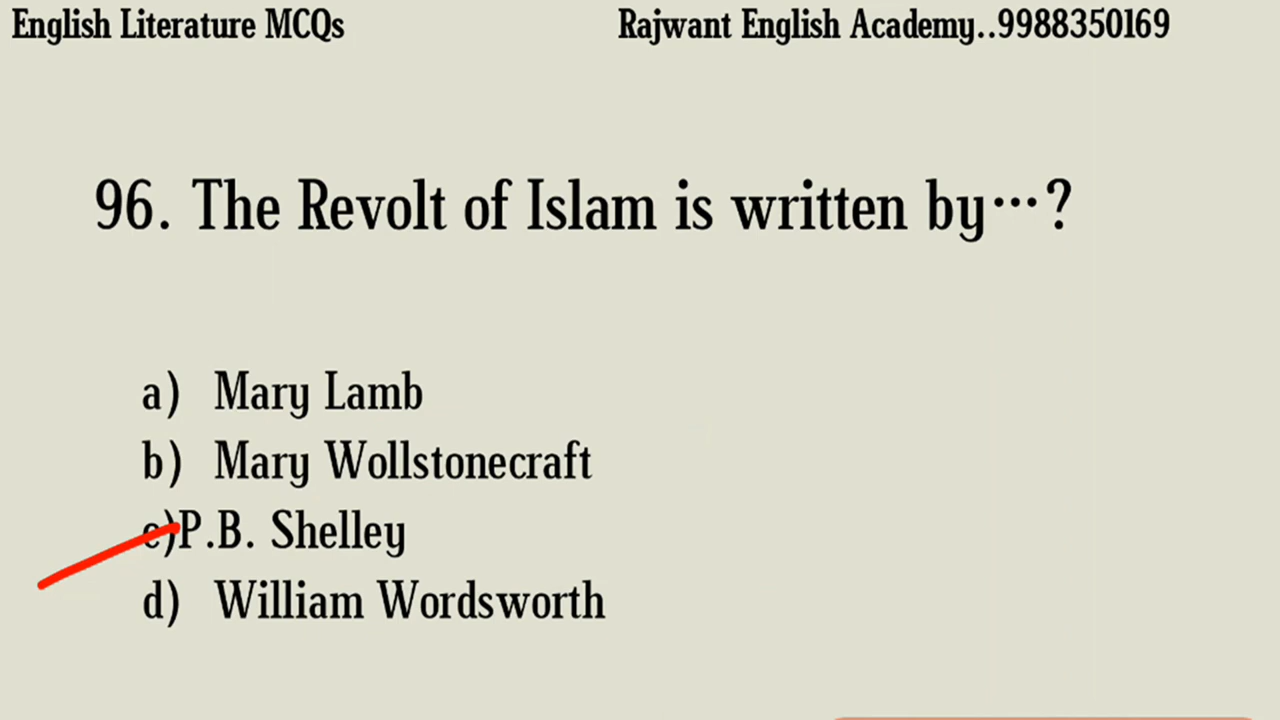 English Literature MCQs Rajwant English Academy..9988350169
96. The Revolt of Islam is written by…?
a) Mary Lamb
b) Mary Wollstonecraft
c)P.B. Shelley
d) William Wordsworth